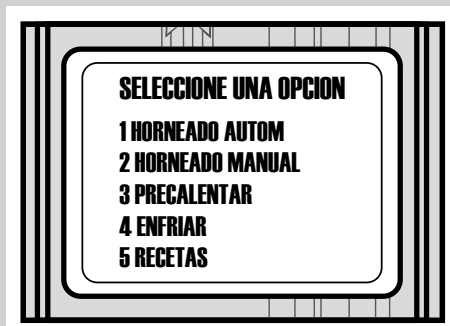 SELECCIONE UNA OPCION
1 HORNEADO AUTOM
2 HORNEADO MANUAL
3 PRECALENTAR
4 ENFRIAR
5 RECETAS